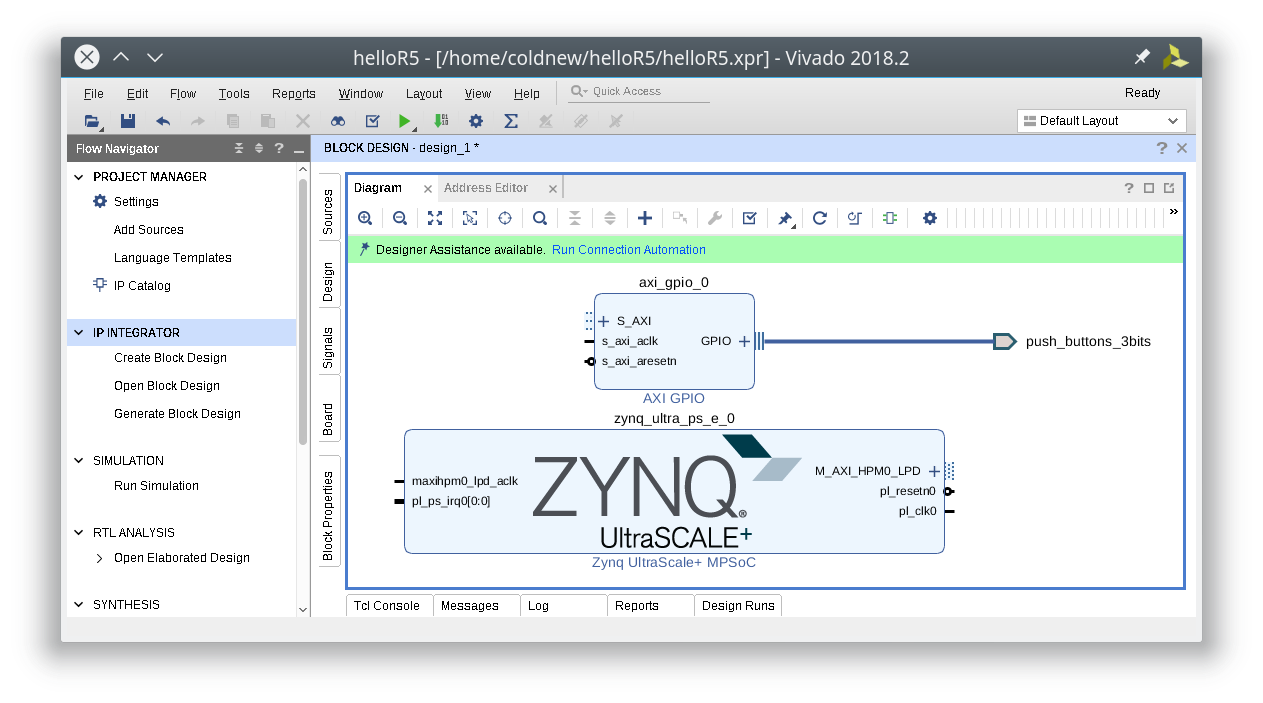 helloR5 - [/home/coldnew/helloR5/helloR5.xpr] - Vivado 2018.2
File Edit Flow Tools Reports Window Layout View Help Quick Access Ready
Default Layout
Flow Navigator
PROJECT MANAGER
Settings
Add Sources
Language Templates
IP Catalog
IP INTEGRATOR
Create Block Design
Open Block Design
Generate Block Design
SIMULATION
Run Simulation
RTL ANALYSIS
Open Elaborated Design
SYNTHESIS
BLOCK DESIGN - design_1 *
Sources
Design
Signals
Board
Block Properties
Diagram Address Editor
Designer Assistance available. Run Connection Automation
axi_gpio_0
S_AXI
s_axi_aclk
s_axi_aresetn
GPIO
push_buttons_3bits
AXI GPIO
zynq_ultra_ps_e_0
maxihpm0_lpd_aclk
pl_ps_irq0[0:0]
ZYNQ®
UltraSCALE+
M_AXI_HPM0_LPD
pl_resetn0
pl_clk0
Zynq UltraScale+ MPSoC
Tcl Console Messages Log Reports Design Runs